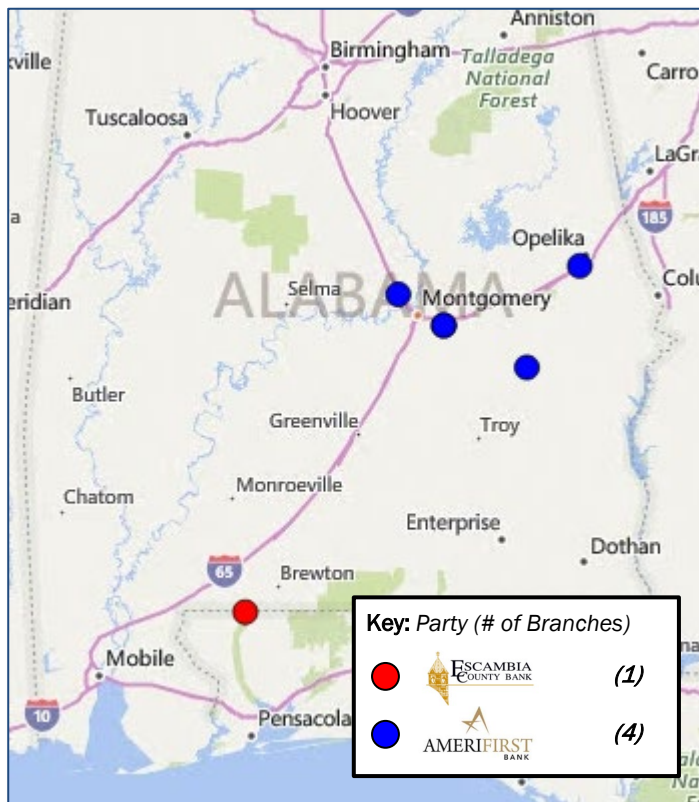 Anniston
Birmingham
Talladega
National
Forest
Carro
ville
Hoover
Tuscaloosa
LaGra
185
a
Opelika
ALABAMA
Selma
Montgomery
eridian
Colu
Butler
Greenville
Troy
Monroeville
Chatom
Enterprise
Dothan
65
Brewton
Mobile
10
Pensacola
Key: Party (# of Branches)
ESCAMBIA
COUNTY BANK
(1)
AMERIFIRST
BANK
(4)